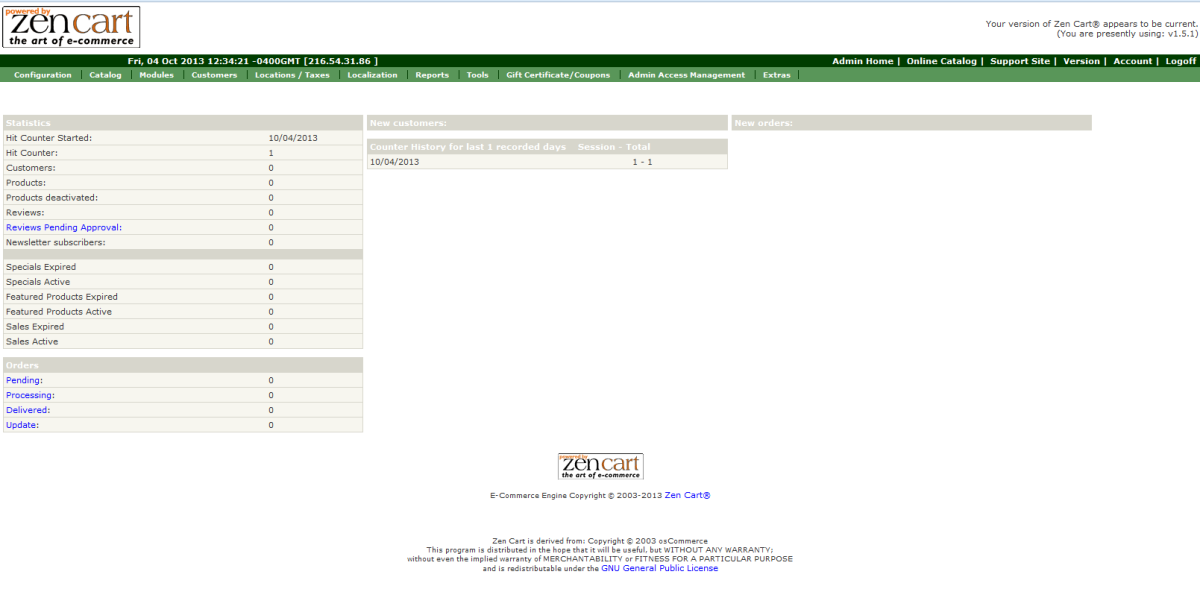 powered by
zen cart
the art of e-commerce
Your version of Zen Cart® appears to be current.
(You are presently using: v1.5.1)
Fri, 04 Oct 2013 12:34:21 -0400GMT [216.54.31.86 ]
Admin Home | Online Catalog | Support Site | Version | Account | Logoff
Configuration | Catalog | Modules | Customers | Locations / Taxes | Localization | Reports | Tools | Gift Certificate/Coupons | Admin Access Management | Extras |
Statistics
Hit Counter Started: 10/04/2013
Hit Counter: 1
Customers: 0
Products: 0
Products deactivated: 0
Reviews: 0
Reviews Pending Approval: 0
Newsletter subscribers: 0
Specials Expired 0
Specials Active 0
Featured Products Expired 0
Featured Products Active 0
Sales Expired 0
Sales Active 0
Orders
Pending: 0
Processing: 0
Delivered: 0
Update: 0
New customers:
Counter History for last 1 recorded days Session - Total
10/04/2013 1 - 1
New orders:
powered by
zen cart
the art of e-commerce
E-Commerce Engine Copyright © 2003-2013 Zen Cart®
Zen Cart is derived from: Copyright © 2003 osCommerce
This program is distributed in the hope that it will be useful, but WITHOUT ANY WARRANTY;
without even the implied warranty of MERCHANTABILITY or FITNESS FOR A PARTICULAR PURPOSE
and is redistributable under the GNU General Public License